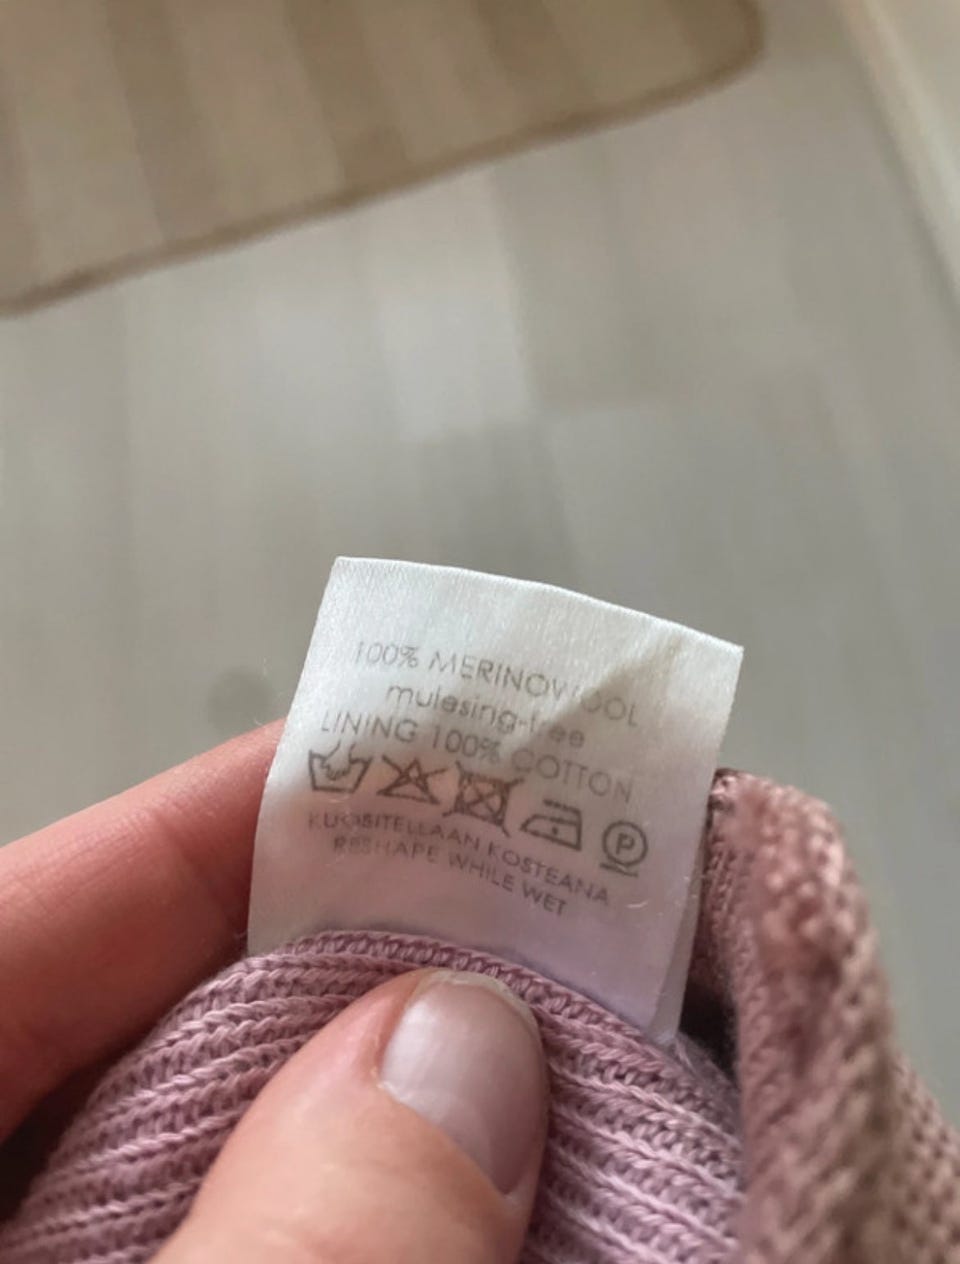 100% MERINOWOOL
mulesing-free
LINING 100% COTTON
P
KUOSITELLAAN KOSTEANA
RESHAPE WHILE WET